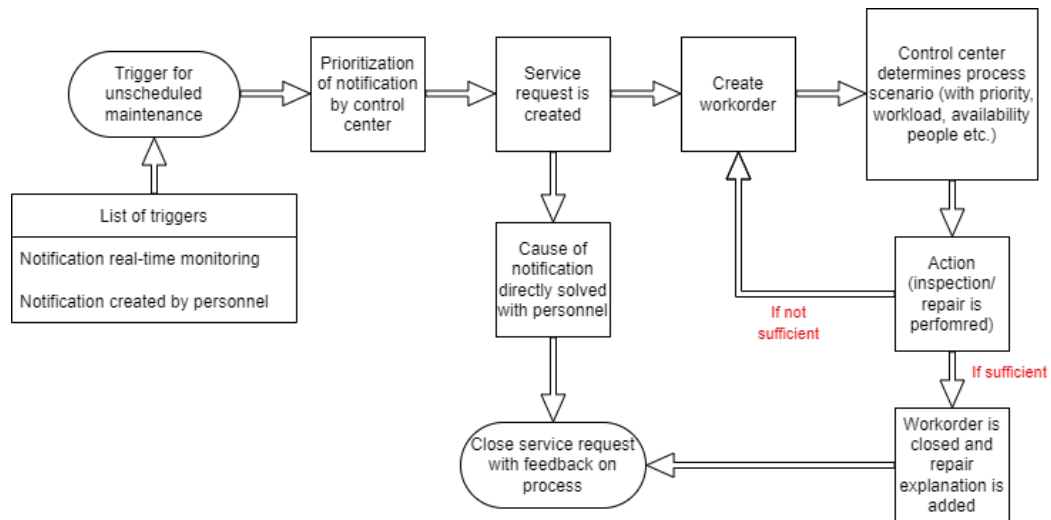 Trigger for
unscheduled
maintenance
Prioritization
of notification
by control
center
Service
request is
created
Create
workorder
Control center
determines process
scenario (with priority,
workload, availability
people etc.)
List of triggers
Notification real-time monitoring
Notification created by personnel
Cause of
notification
directly solved
with personnel
Action
(inspection/
repair is
perfomred)
If not
sufficient
If sufficient
Close service request
with feedback on
process
Workorder is
closed and
repair
explanation is
added